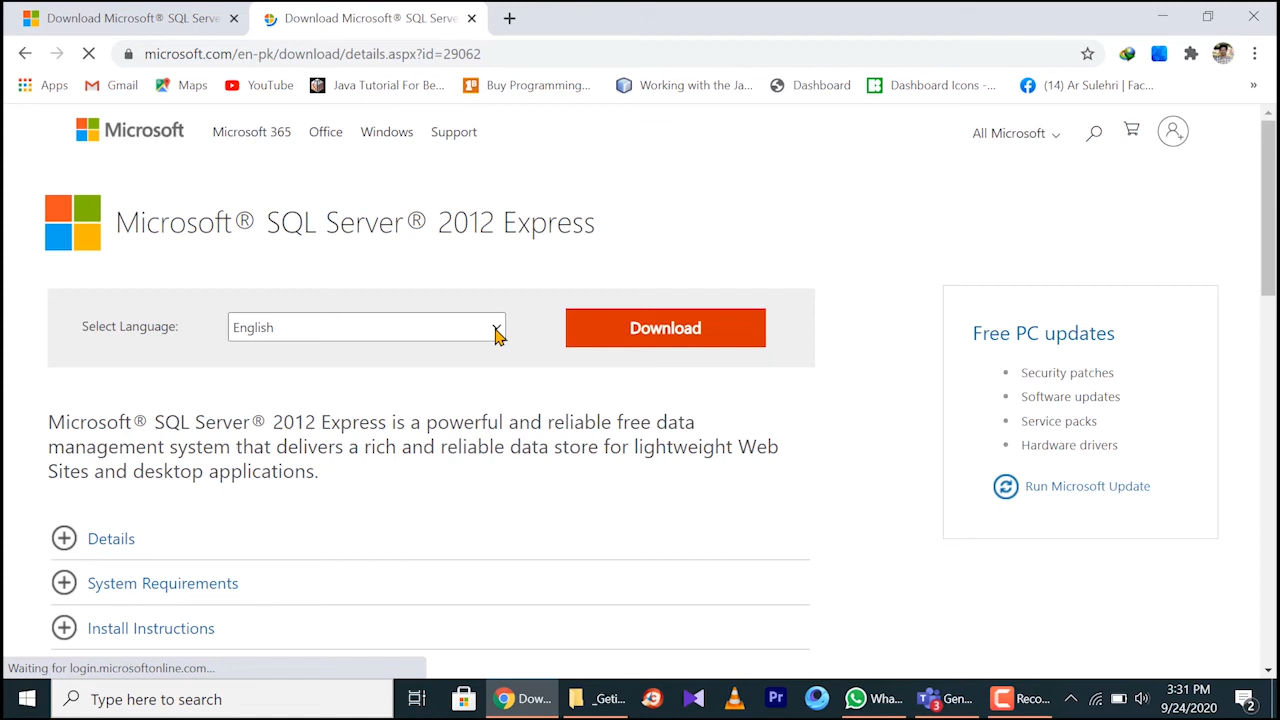 Download Microsoft® SQL Serve
Download Microsoft® SQL Serve
microsoft.com/en-pk/download/details.aspx?id=29062
Apps
Gmail
Maps
YouTube
Java Tutorial For Be...
Buy Programming...
Working with the Ja...
Dashboard
Dashboard Icons -...
(14) Ar Sulehri | Fac...
»
Microsoft
Microsoft 365
Office
Windows
Support
All Microsoft
Microsoft® SQL Server® 2012 Express
Select Language:
English
Download
Microsoft® SQL Server® 2012 Express is a powerful and reliable free data
management system that delivers a rich and reliable data store for lightweight Web
Sites and desktop applications.
Details
System Requirements
Install Instructions
Free PC updates
Security patches
Software updates
Service packs
Hardware drivers
Run Microsoft Update
Waiting for login.microsoftonline.com...
Type here to search
Dow...
_Geti...
Pr
Wha...
3
Gen...
Reco...
3:31 PM
9/24/2020
2